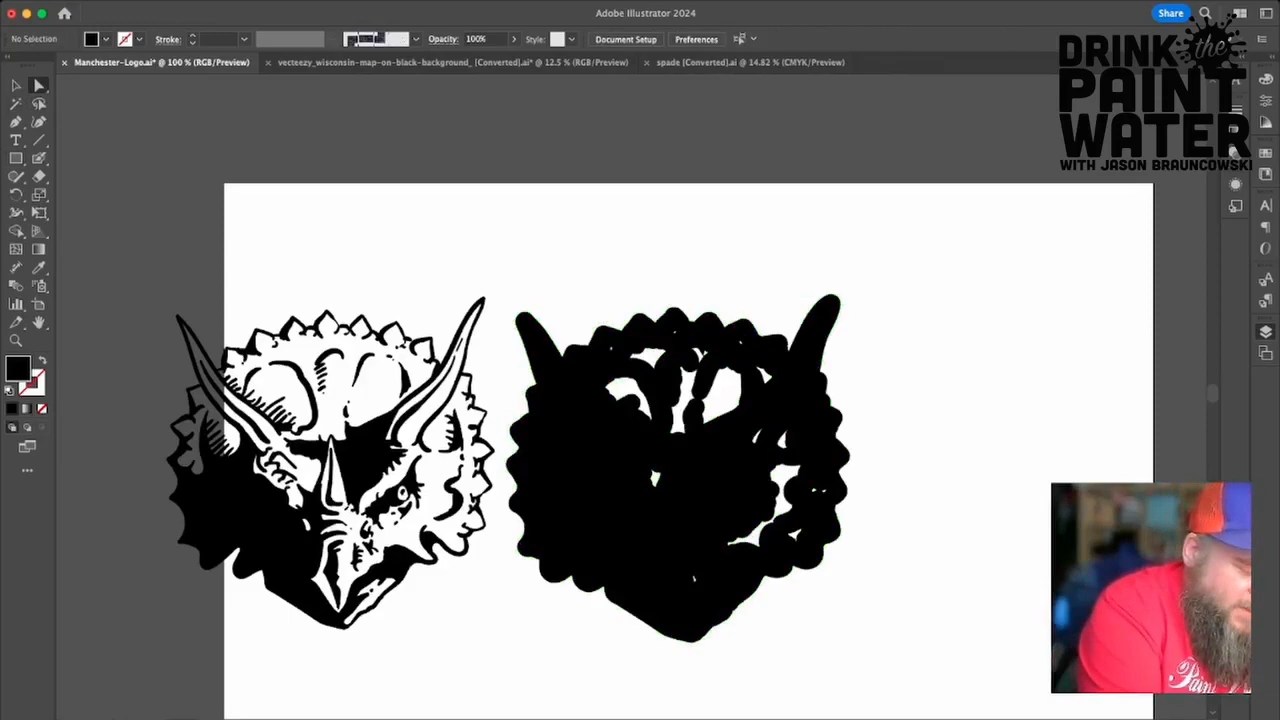 Adobe Illustrator 2024
Share
No Selection
Stroke:
Opacity: 100%
Style:
Document Setup
Preferences
× Manchester-Logo.ai* @ 100 % (RGB/Preview)
× vecteezy_wisconsin-map-on-black-background_ [Converted].ai* @ 12.5 % (RGB/Preview)
× spade [Converted].ai @ 14.82 % (CMYK/Preview)
DRINK the
PAINT
WATER
WITH JASON BRAUNCOWSKI